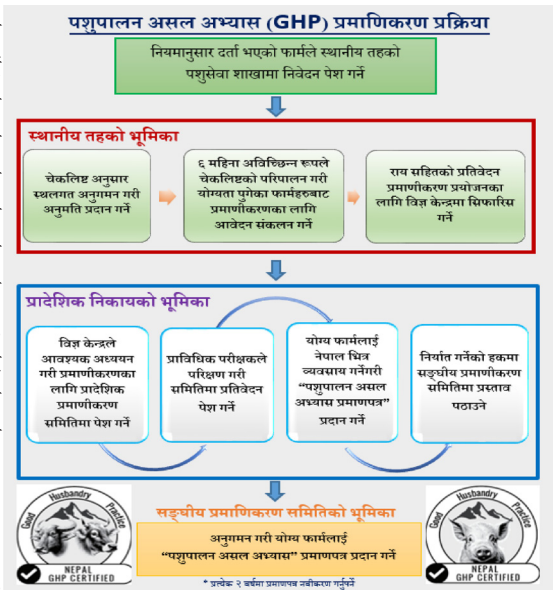 पशुपालन असल अभ्यास (GHP) प्रमाणिकरण प्रक्रिया
नियमानुसार दर्ता भएको फार्मले स्थानीय तहको
पशुसेवा शाखामा निवेदन पेश गर्ने
स्थानीय तहको भूमिका
चेकलिष्ट अनुसार
स्थलगत अनुगमन गरी
अनुमति प्रदान गर्ने
६ महिना अविच्छिन्न रूपले
चेकलिष्टको परिपालन गरी
योग्यता पुगेका फार्महरुबाट
प्रमाणीकरणका लागि
आवेदन संकलन गर्ने
राय सहितको प्रतिवेदन
प्रमाणीकरण प्रयोजनका
लागि विज्ञ केन्द्रमा सिफारिस
गर्ने
प्रादेशिक निकायको भूमिका
विज्ञ केन्द्रले
आवश्यक अध्ययन
गरी प्रमाणीकरणका
लागि प्रादेशिक
प्रमाणीकरण
समितिमा पेश गर्ने
प्राविधिक परीक्षकले
परिक्षण गरी
समितिमा प्रतिवेदन
पेश गर्ने
योग्य फार्मलाई
नेपाल भित्र
व्यवसाय गर्नेगरी
“पशुपालन असल
अभ्यास प्रमाणपत्र”
प्रदान गर्ने
निर्यात गर्नेको हकमा
सङ्घीय प्रमाणीकरण
समितिमा प्रस्ताव
पठाउने
सङ्घीय प्रमाणिकरण समितिको भूमिका
अनुगमन गरी योग्य फार्मलाई
“पशुपालन असल अभ्यास” प्रमाणपत्र प्रदान गर्ने
* प्रत्येक २ वर्षमा प्रमाणपत्र नवीकरण गर्नुपर्ने
Good Husbandry Practice
NEPAL
GHP CERTIFIED
Good Husbandry Practice
NEPAL
GHP CERTIFIED